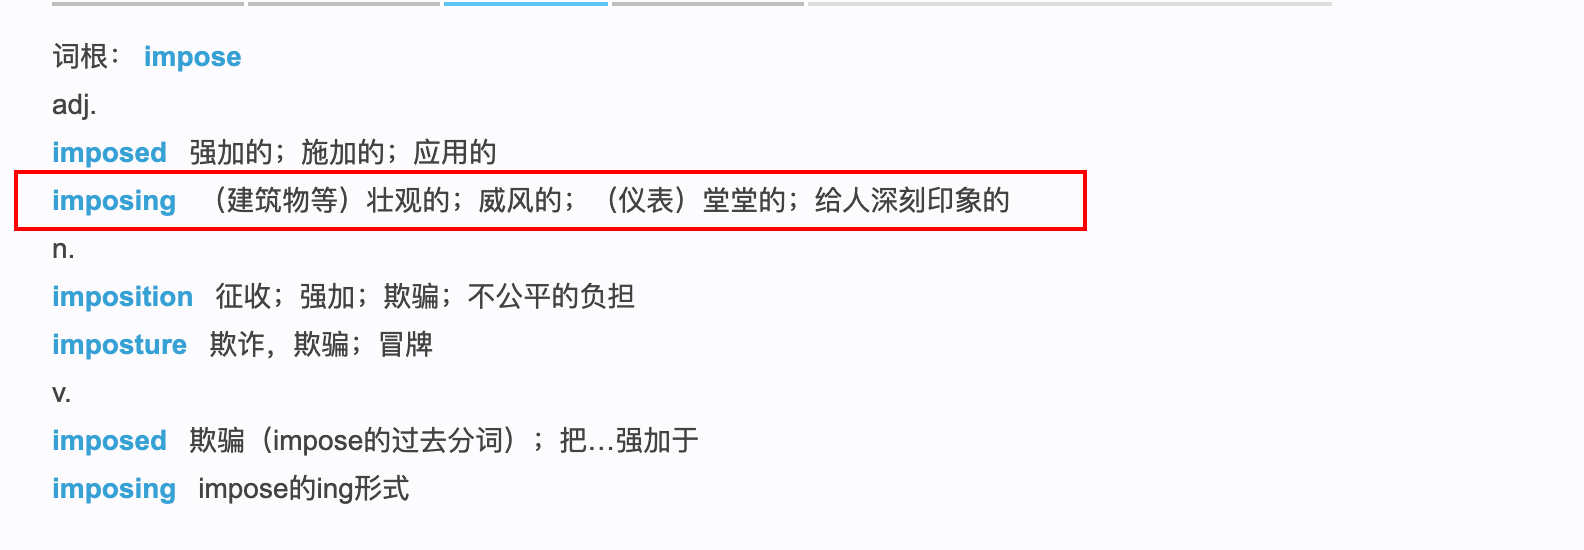 词根： impose
adj.
imposed 强加的；施加的；应用的
imposing （建筑物等）壮观的；威风的；（仪表）堂堂的；给人深刻印象的
n.
imposition 征收；强加；欺骗；不公平的负担
imposture 欺诈，欺骗；冒牌
v.
imposed 欺骗（impose的过去分词）；把…强加于
imposing impose的ing形式